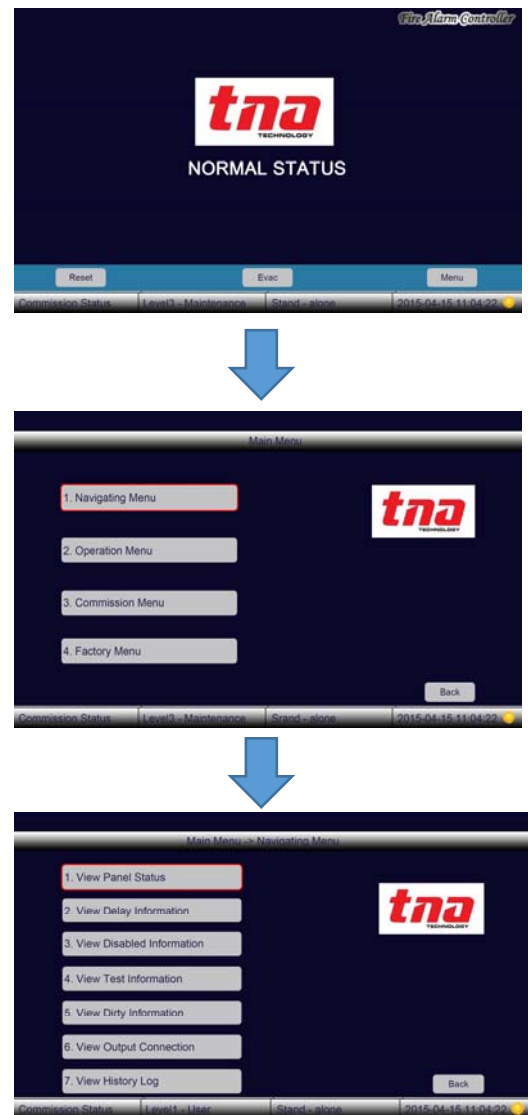 Fire Alarm Controller
tna
TECHNOLOGY
NORMAL STATUS
Reset Evac Menu
Commission Status Level3 - Maintenance Stand - alone 2015-04-15 11:04:22
Main Menu
1. Navigating Menu
tna
TECHNOLOGY
2. Operation Menu
3. Commission Menu
4. Factory Menu
Back
Commission Status Level3 - Maintenance Srand - alone 2015-04-15 11:04:22
Main Menu -> Navigating Menu
1. View Panel Status
2. View Delay Information
tna
TECHNOLOGY
3. View Disabled Information
4. View Test Information
5. View Dirty Information
6. View Output Connection
7. View History Log
Back
Commission Status Level1 - User Stand - alone 2015-04-15 11:04:22